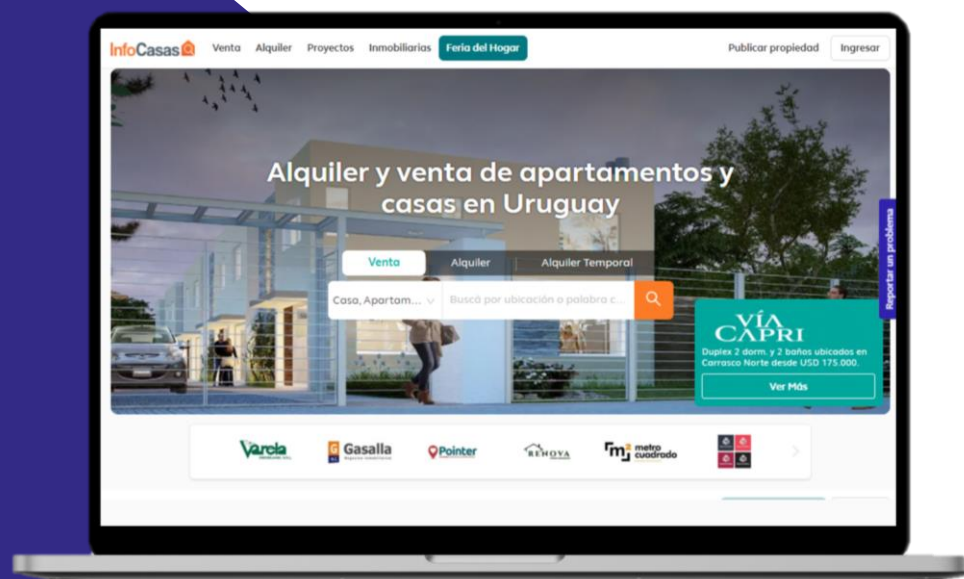 InfoCasas
Venta Alquiler Proyectos Inmobiliarias Feria del Hogar Publicar propiedad Ingresar
Alquiler y venta de apartamentos y
casas en Uruguay
Venta Alquiler Alquiler Temporal
Casa, Apartam... Buscá por ubicación o palabra c...
Reportar un problema
VÍA
CAPRI
Duplex 2 dorm. y 2 baños ubicados en
Carrasco Norte desde USD 175.000.
Ver Más
Varela Gasalla Pointer RENOVA m2 metro
cuadrado